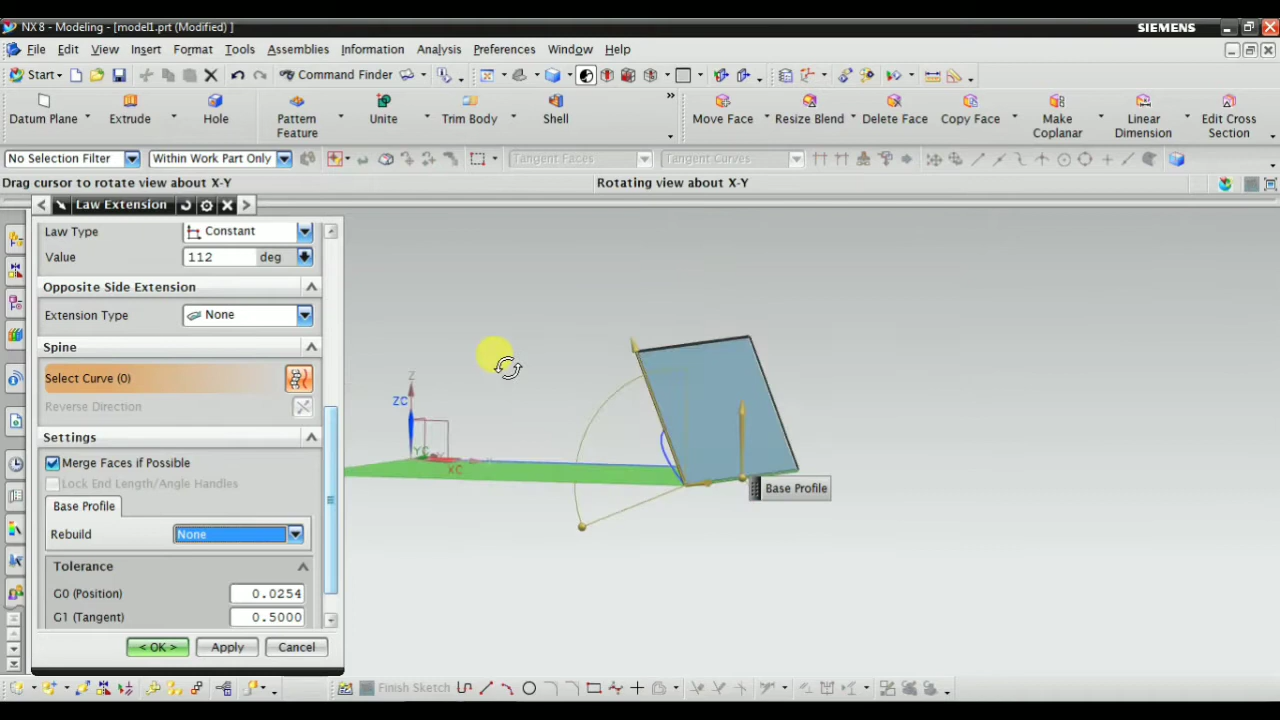 NX 8 - Modeling - [model1.prt (Modified) ]
SIEMENS
File Edit View Insert Format Tools Assemblies Information Analysis Preferences Window Help
Start Command Finder
Datum Plane Extrude Hole Pattern Feature Unite Trim Body Shell Move Face Resize Blend Delete Face Copy Face Make Coplanar Linear Dimension Edit Cross Section
No Selection Filter Within Work Part Only Tangent Faces Tangent Curves
Drag cursor to rotate view about X-Y Rotating view about X-Y
Law Extension
Law Type Constant
Value 112 deg
Opposite Side Extension
Extension Type None
Spine
Select Curve (0)
Reverse Direction
Settings
Merge Faces if Possible
Lock End Length/Angle Handles
Base Profile
Rebuild None
Tolerance
G0 (Position) 0.0254
G1 (Tangent) 0.5000
< OK > Apply Cancel
Z
ZC
YC
XC
X
Base Profile
Finish Sketch